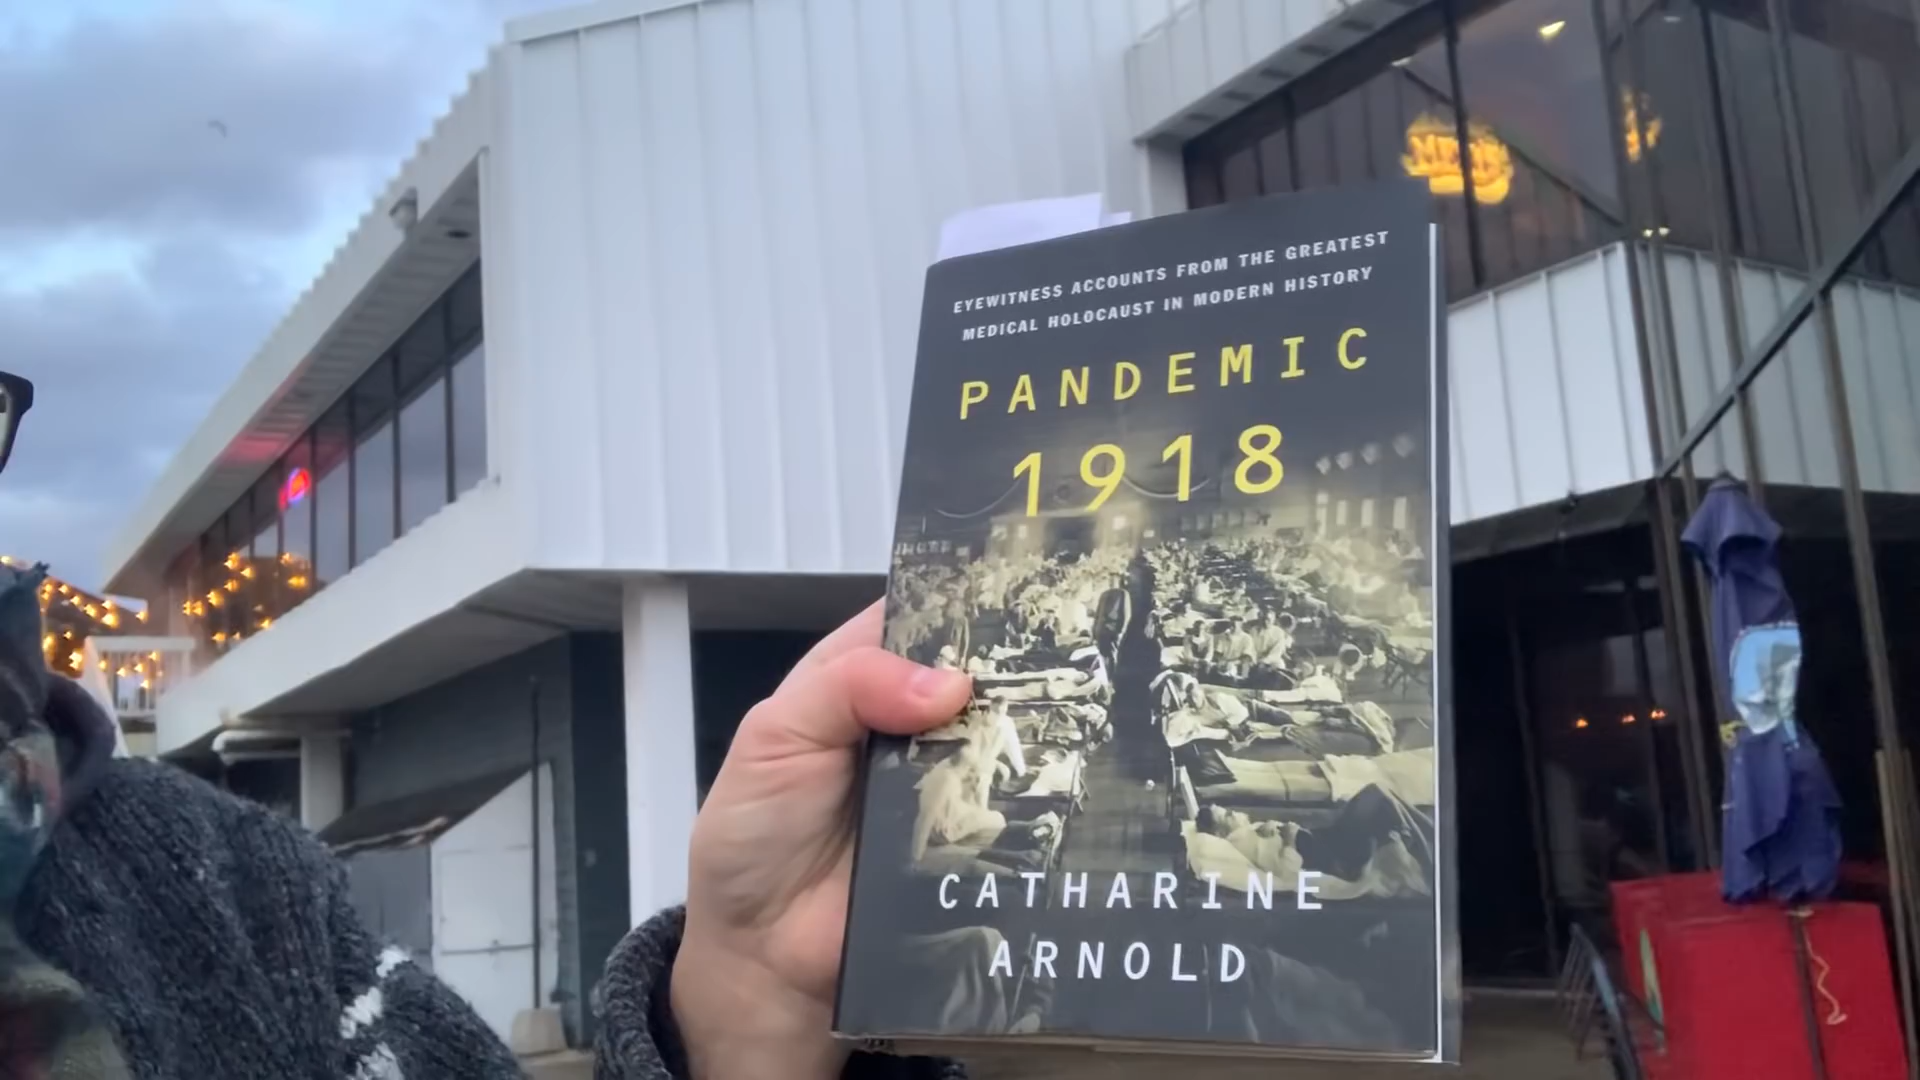 EYEWITNESS ACCOUNTS FROM THE GREATEST
MEDICAL HOLOCAUST IN MODERN HISTORY
PANDEMIC
1918
CATHARINE
ARNOLD